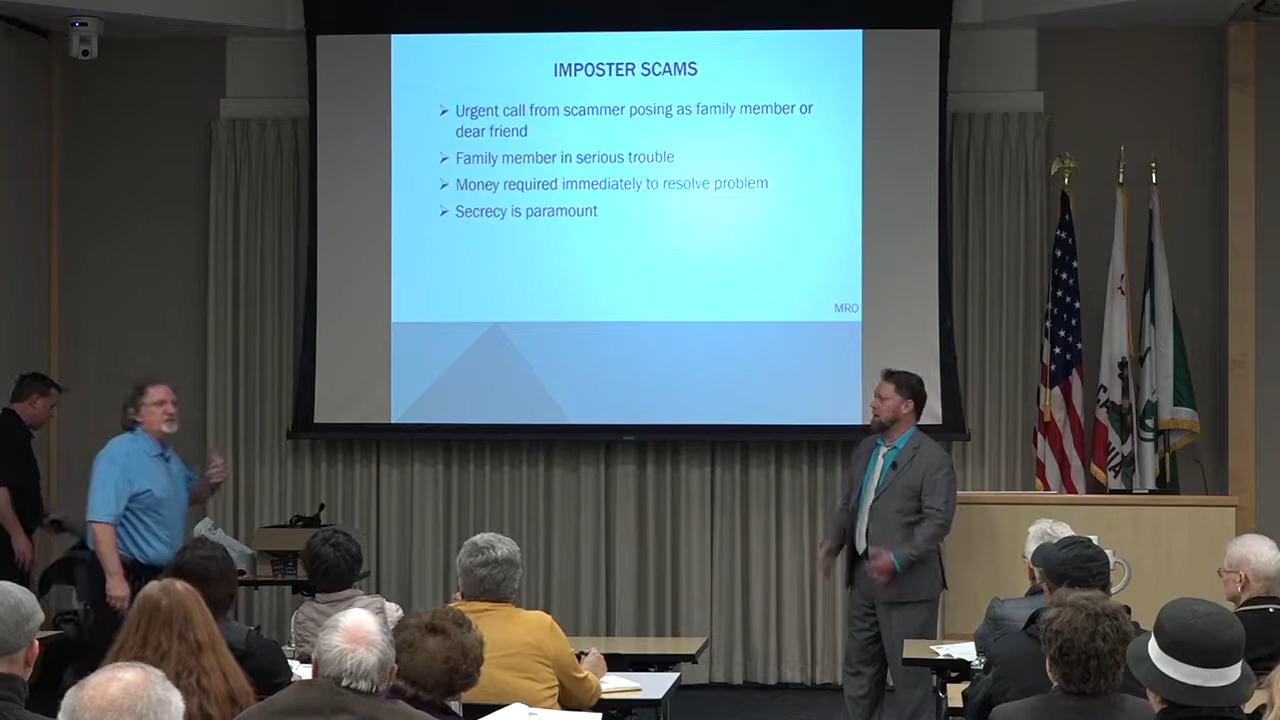 IMPOSTER SCAMS
➢ Urgent call from scammer posing as family member or
dear friend
➢ Family member in serious trouble
➢ Money required immediately to resolve problem
➢ Secrecy is paramount
MRO